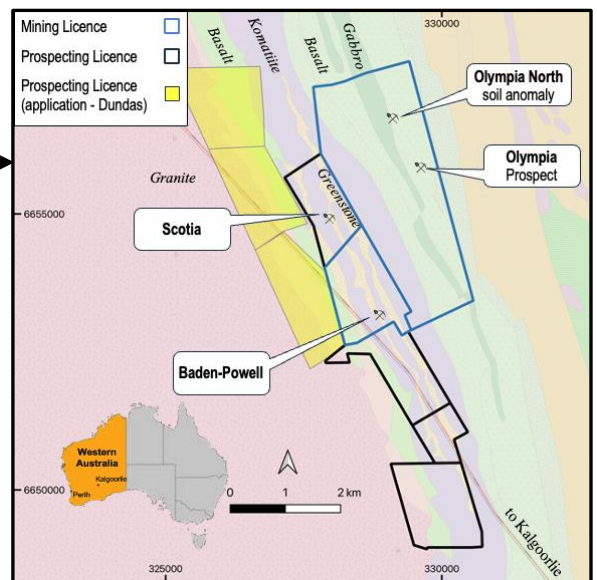 Mining Licence
Prospecting Licence
Prospecting Licence
(application - Dundas)
330000
Basalt
Komatiite
Basalt
Gabbro
Olympia North
soil anomaly
Olympia
Prospect
Granite
Greenstone
6655000
Scotia
Baden-Powell
Western
Australia
Kalgoorlie
Perth
0 1 2 km
6650000
to Kalgoorlie
325000
330000